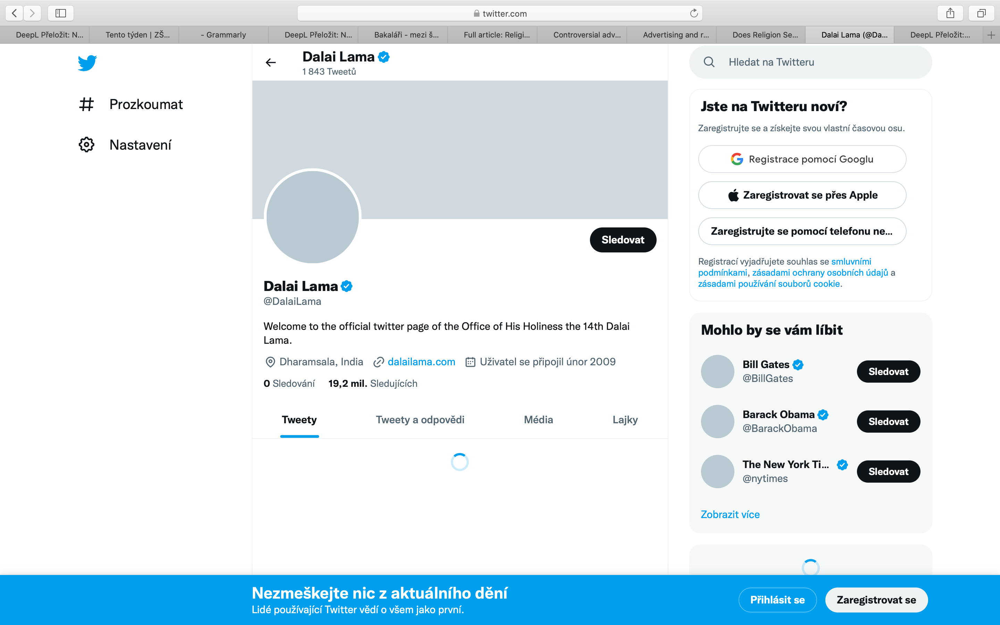 twitter.com
DeepL Přeložit: N...
Tento týden | ZŠ...
- Grammarly
DeepL Přeložit: N...
Bakaláři - mezi š...
Full article: Religi...
Controversial adv...
Advertising and r...
Does Religion Se...
Dalai Lama (@Da...
DeepL Přeložit:...
Prozkoumat
Nastavení
Dalai Lama
1 843 Tweetů
Sledovat
Dalai Lama
@DalaiLama
Welcome to the official twitter page of the Office of His Holiness the 14th Dalai
Lama.
Dharamsala, India dalailama.com Uživatel se připojil únor 2009
0 Sledování 19,2 mil. Sledujících
Tweety Tweety a odpovědi Média Lajky
Hledat na Twitteru
Jste na Twitteru noví?
Zaregistrujte se a získejte svou vlastní časovou osu.
Registrace pomocí Googlu
Zaregistrovat se přes Apple
Zaregistrujte se pomocí telefonu ne...
Registrací vyjadřujete souhlas se smluvními
podmínkami, zásadami ochrany osobních údajů a
zásadami používání souborů cookie.
Mohlo by se vám líbit
Bill Gates
@BillGates
Sledovat
Barack Obama
@BarackObama
Sledovat
The New York Ti...
@nytimes
Sledovat
Zobrazit více
Nezmeškejte nic z aktuálního dění
Lidé používající Twitter vědí o všem jako první.
Přihlásit se
Zaregistrovat se